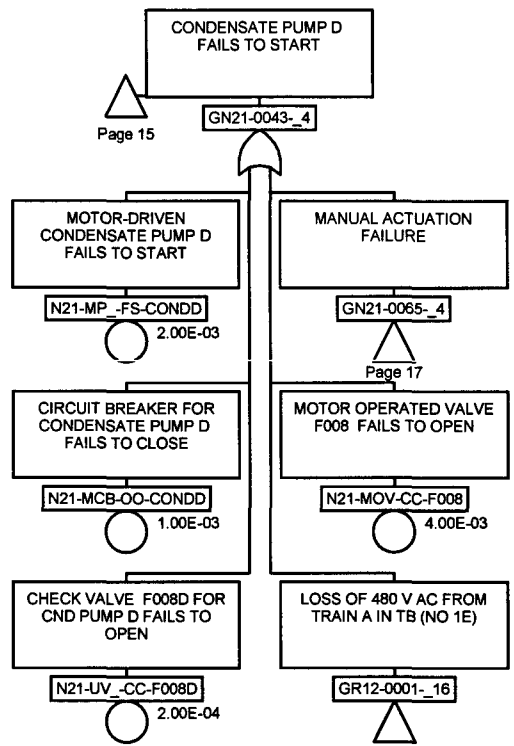 CONDENSATE PUMP D
FAILS TO START
Page 15
GN21-0043-_4
MOTOR-DRIVEN
CONDENSATE PUMP D
FAILS TO START
N21-MP_-FS-CONDD
2.00E-03
MANUAL ACTUATION
FAILURE
GN21-0065-_4
Page 17
CIRCUIT BREAKER FOR
CONDENSATE PUMP D
FAILS TO CLOSE
N21-MCB-OO-CONDD
1.00E-03
MOTOR OPERATED VALVE
F008 FAILS TO OPEN
N21-MOV-CC-F008
4.00E-03
CHECK VALVE F008D FOR
CND PUMP D FAILS TO
OPEN
N21-UV_-CC-F008D
2.00E-04
LOSS OF 480 V AC FROM
TRAIN A IN TB (NO 1E)
GR12-0001-_16